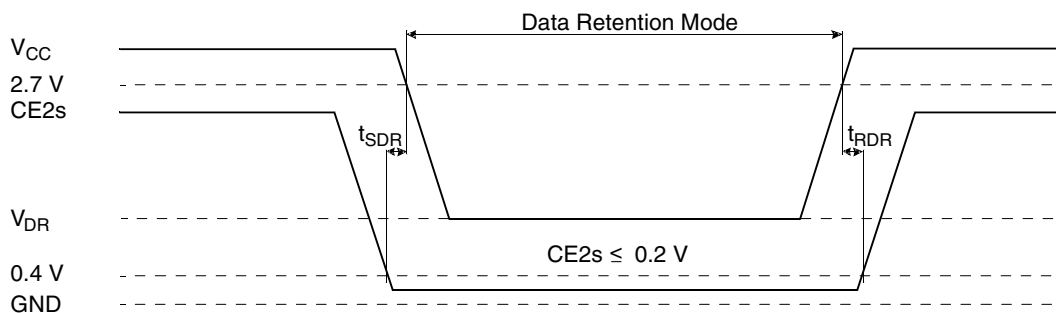 Data Retention Mode
VCC
2.7 V
CE2s
tSDR
tRDR
VDR
CE2s ≤ 0.2 V
0.4 V
GND